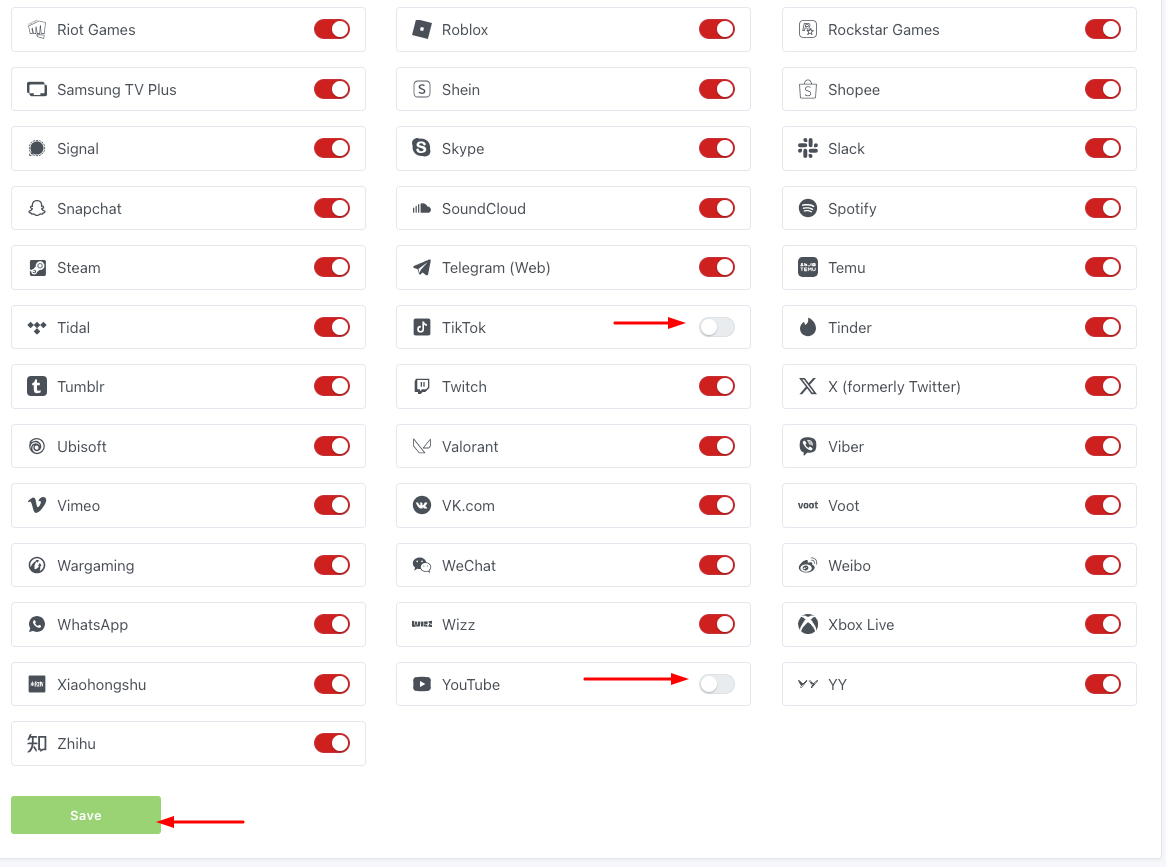 Riot Games
Roblox
Rockstar Games
Samsung TV Plus
Shein
Shopee
Signal
Skype
Slack
Snapchat
SoundCloud
Spotify
Steam
Telegram (Web)
Temu
Tidal
TikTok
Tinder
Tumblr
Twitch
X (formerly Twitter)
Ubisoft
Valorant
Viber
Vimeo
VK.com
voot Voot
Wargaming
WeChat
Weibo
WhatsApp
Wizz
Xbox Live
Xiaohongshu
YouTube
YY
知 Zhihu
Save